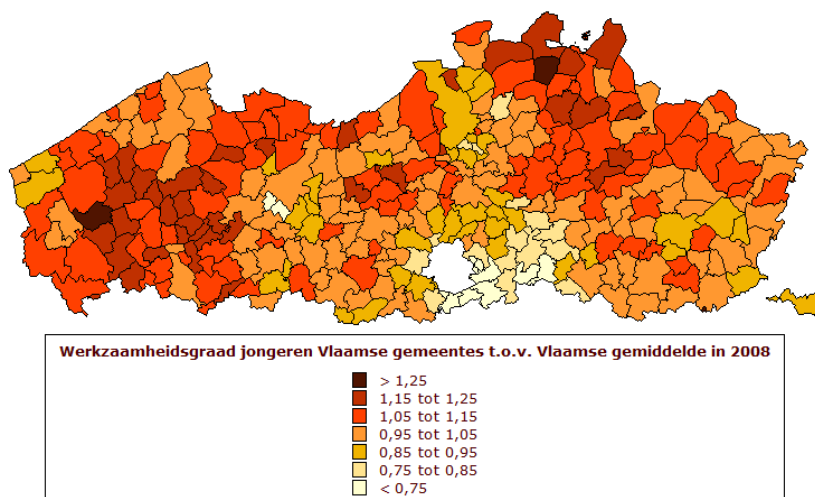 Werkzaamheidsgraad jongeren Vlaamse gemeentes t.o.v. Vlaamse gemiddelde in 2008
> 1,25
1,15 tot 1,25
1,05 tot 1,15
0,95 tot 1,05
0,85 tot 0,95
0,75 tot 0,85
< 0,75